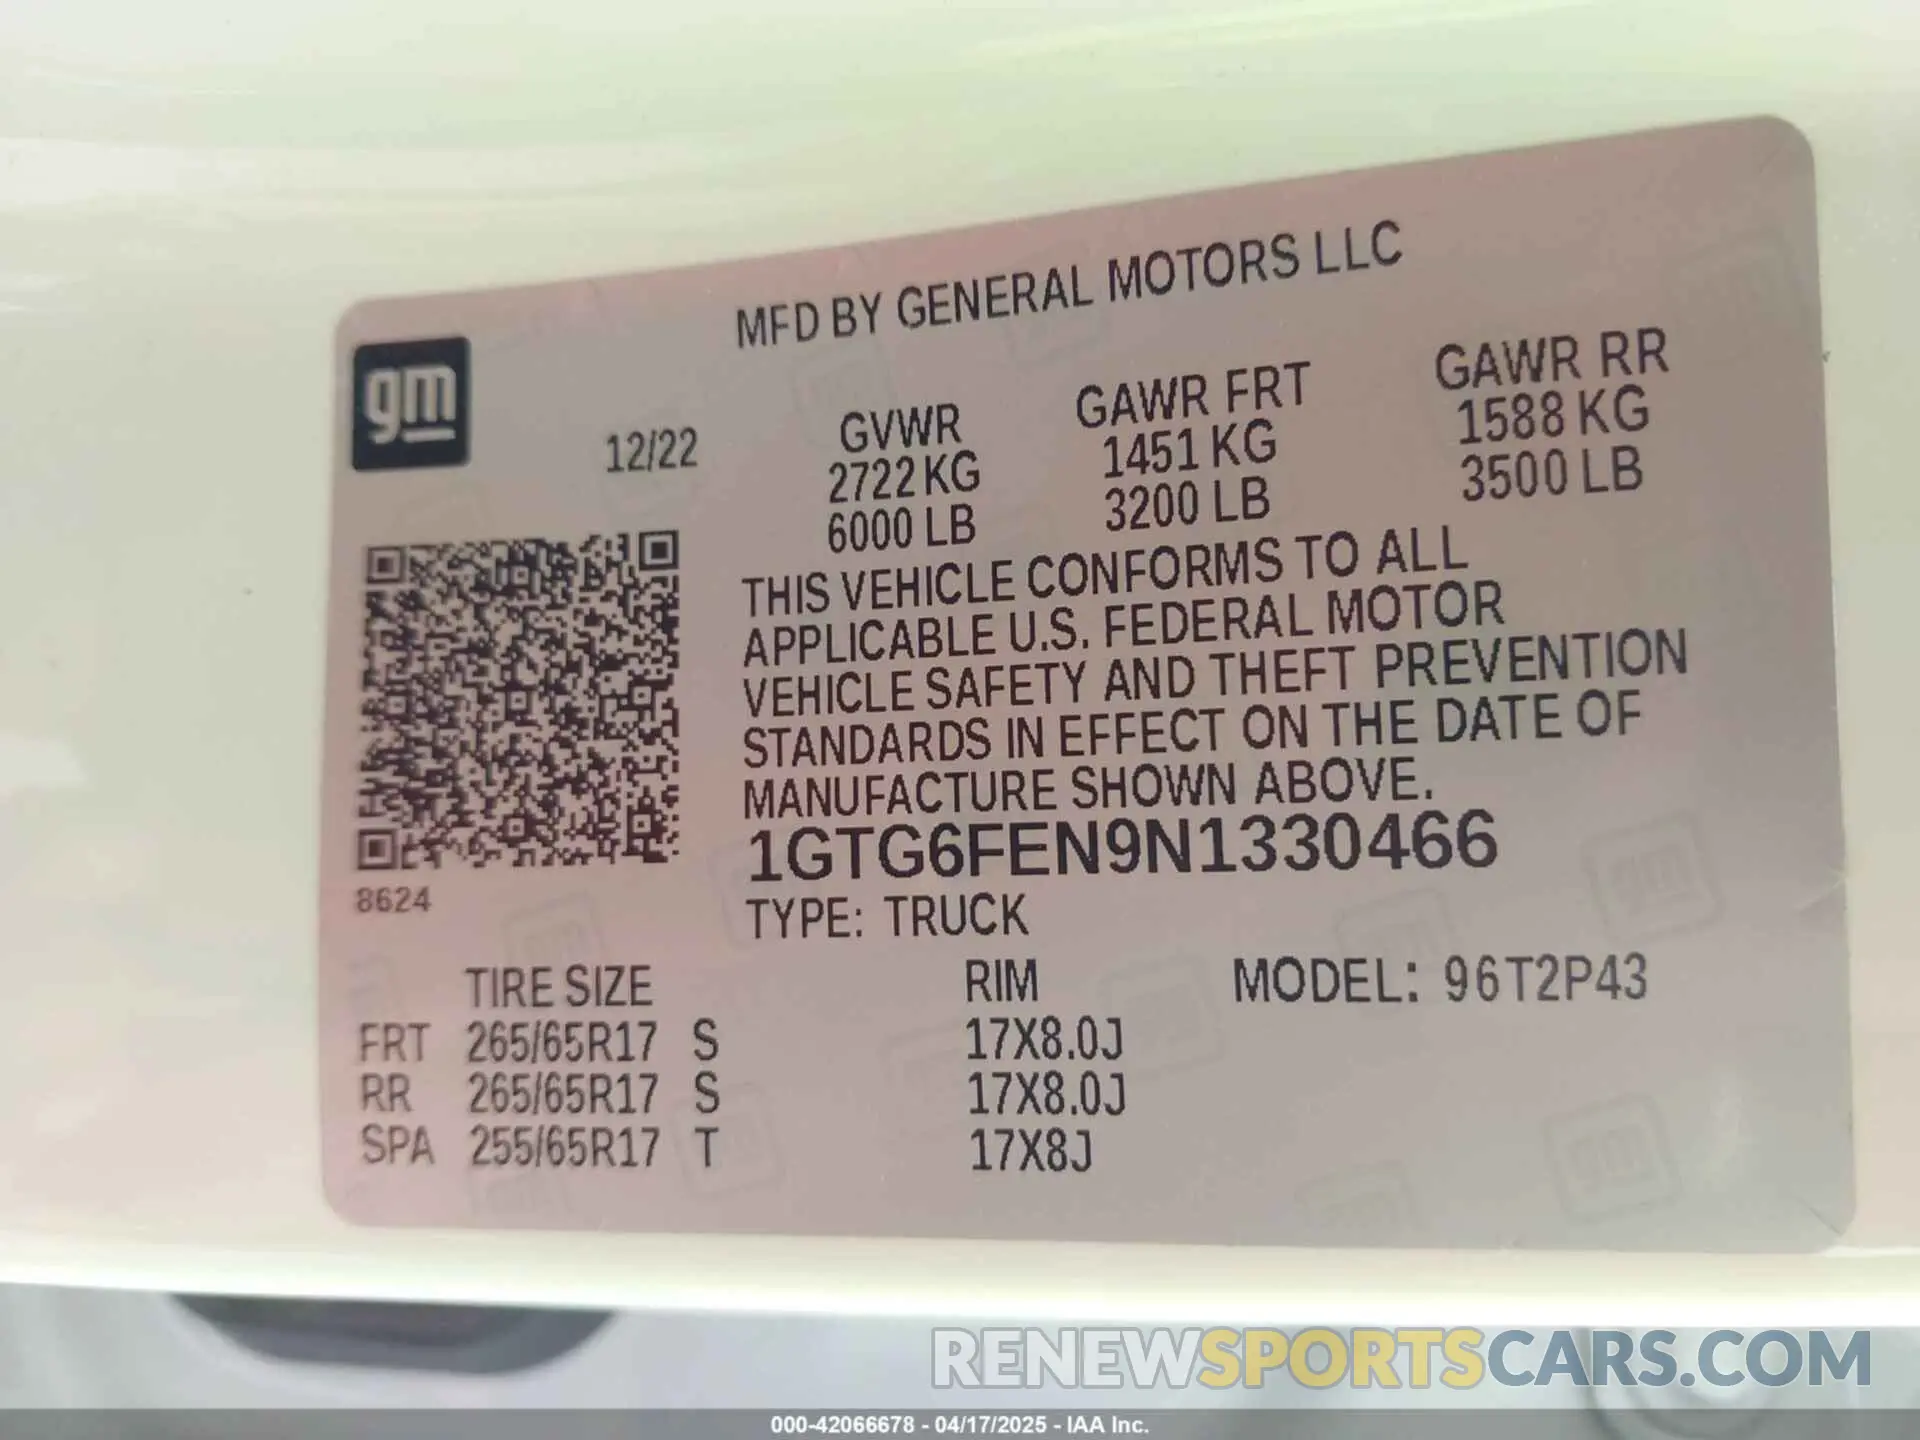 MFD BY GENERAL MOTORS LLC
gm
12/22
GVWR
2722 KG
6000 LB
GAWR FRT
1451 KG
3200 LB
GAWR RR
1588 KG
3500 LB
THIS VEHICLE CONFORMS TO ALL
APPLICABLE U.S. FEDERAL MOTOR
VEHICLE SAFETY AND THEFT PREVENTION
STANDARDS IN EFFECT ON THE DATE OF
MANUFACTURE SHOWN ABOVE.
1GTG6FEN9N1330466
8624
TYPE: TRUCK
TIRE SIZE RIM MODEL: 96T2P43
FRT 265/65R17 S 17X8.0J
RR 265/65R17 S 17X8.0J
SPA 255/65R17 T 17X8J
RENEWSPORTSCARS.COM
000-42066678 - 04/17/2025 - IAA Inc.